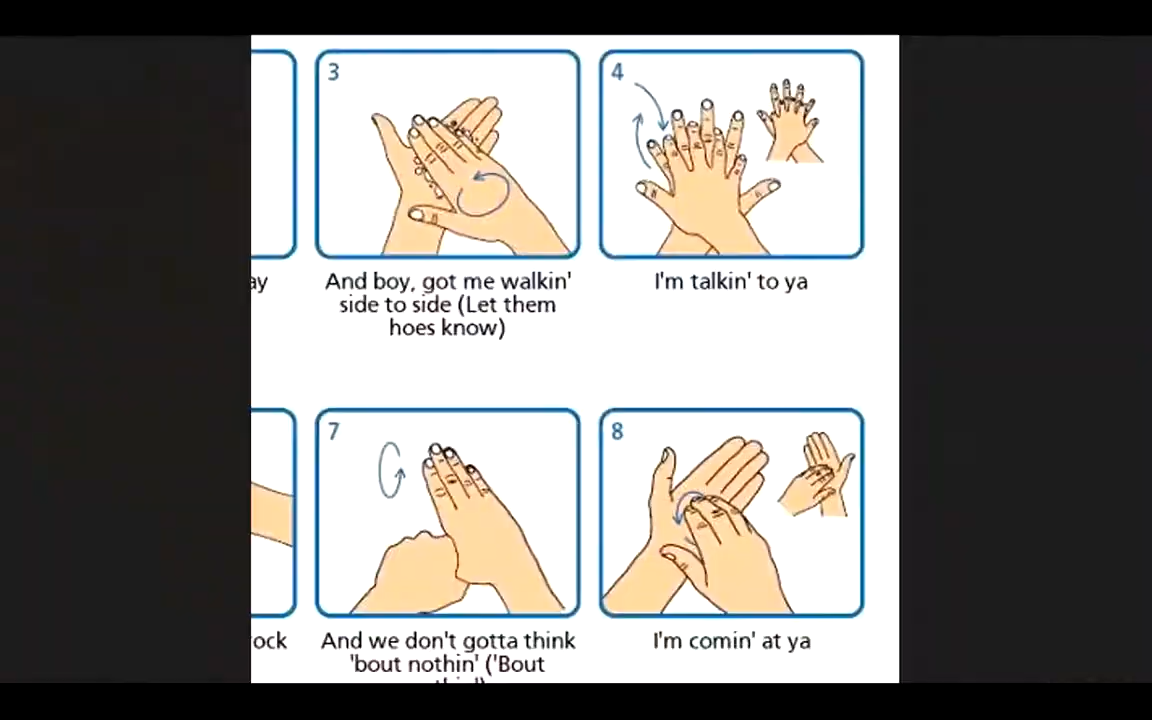 3
4
ay
And boy, got me walkin'
side to side (Let them
hoes know)
I'm talkin' to ya
7
8
ock
And we don't gotta think
'bout nothin' ('Bout
I'm comin' at ya